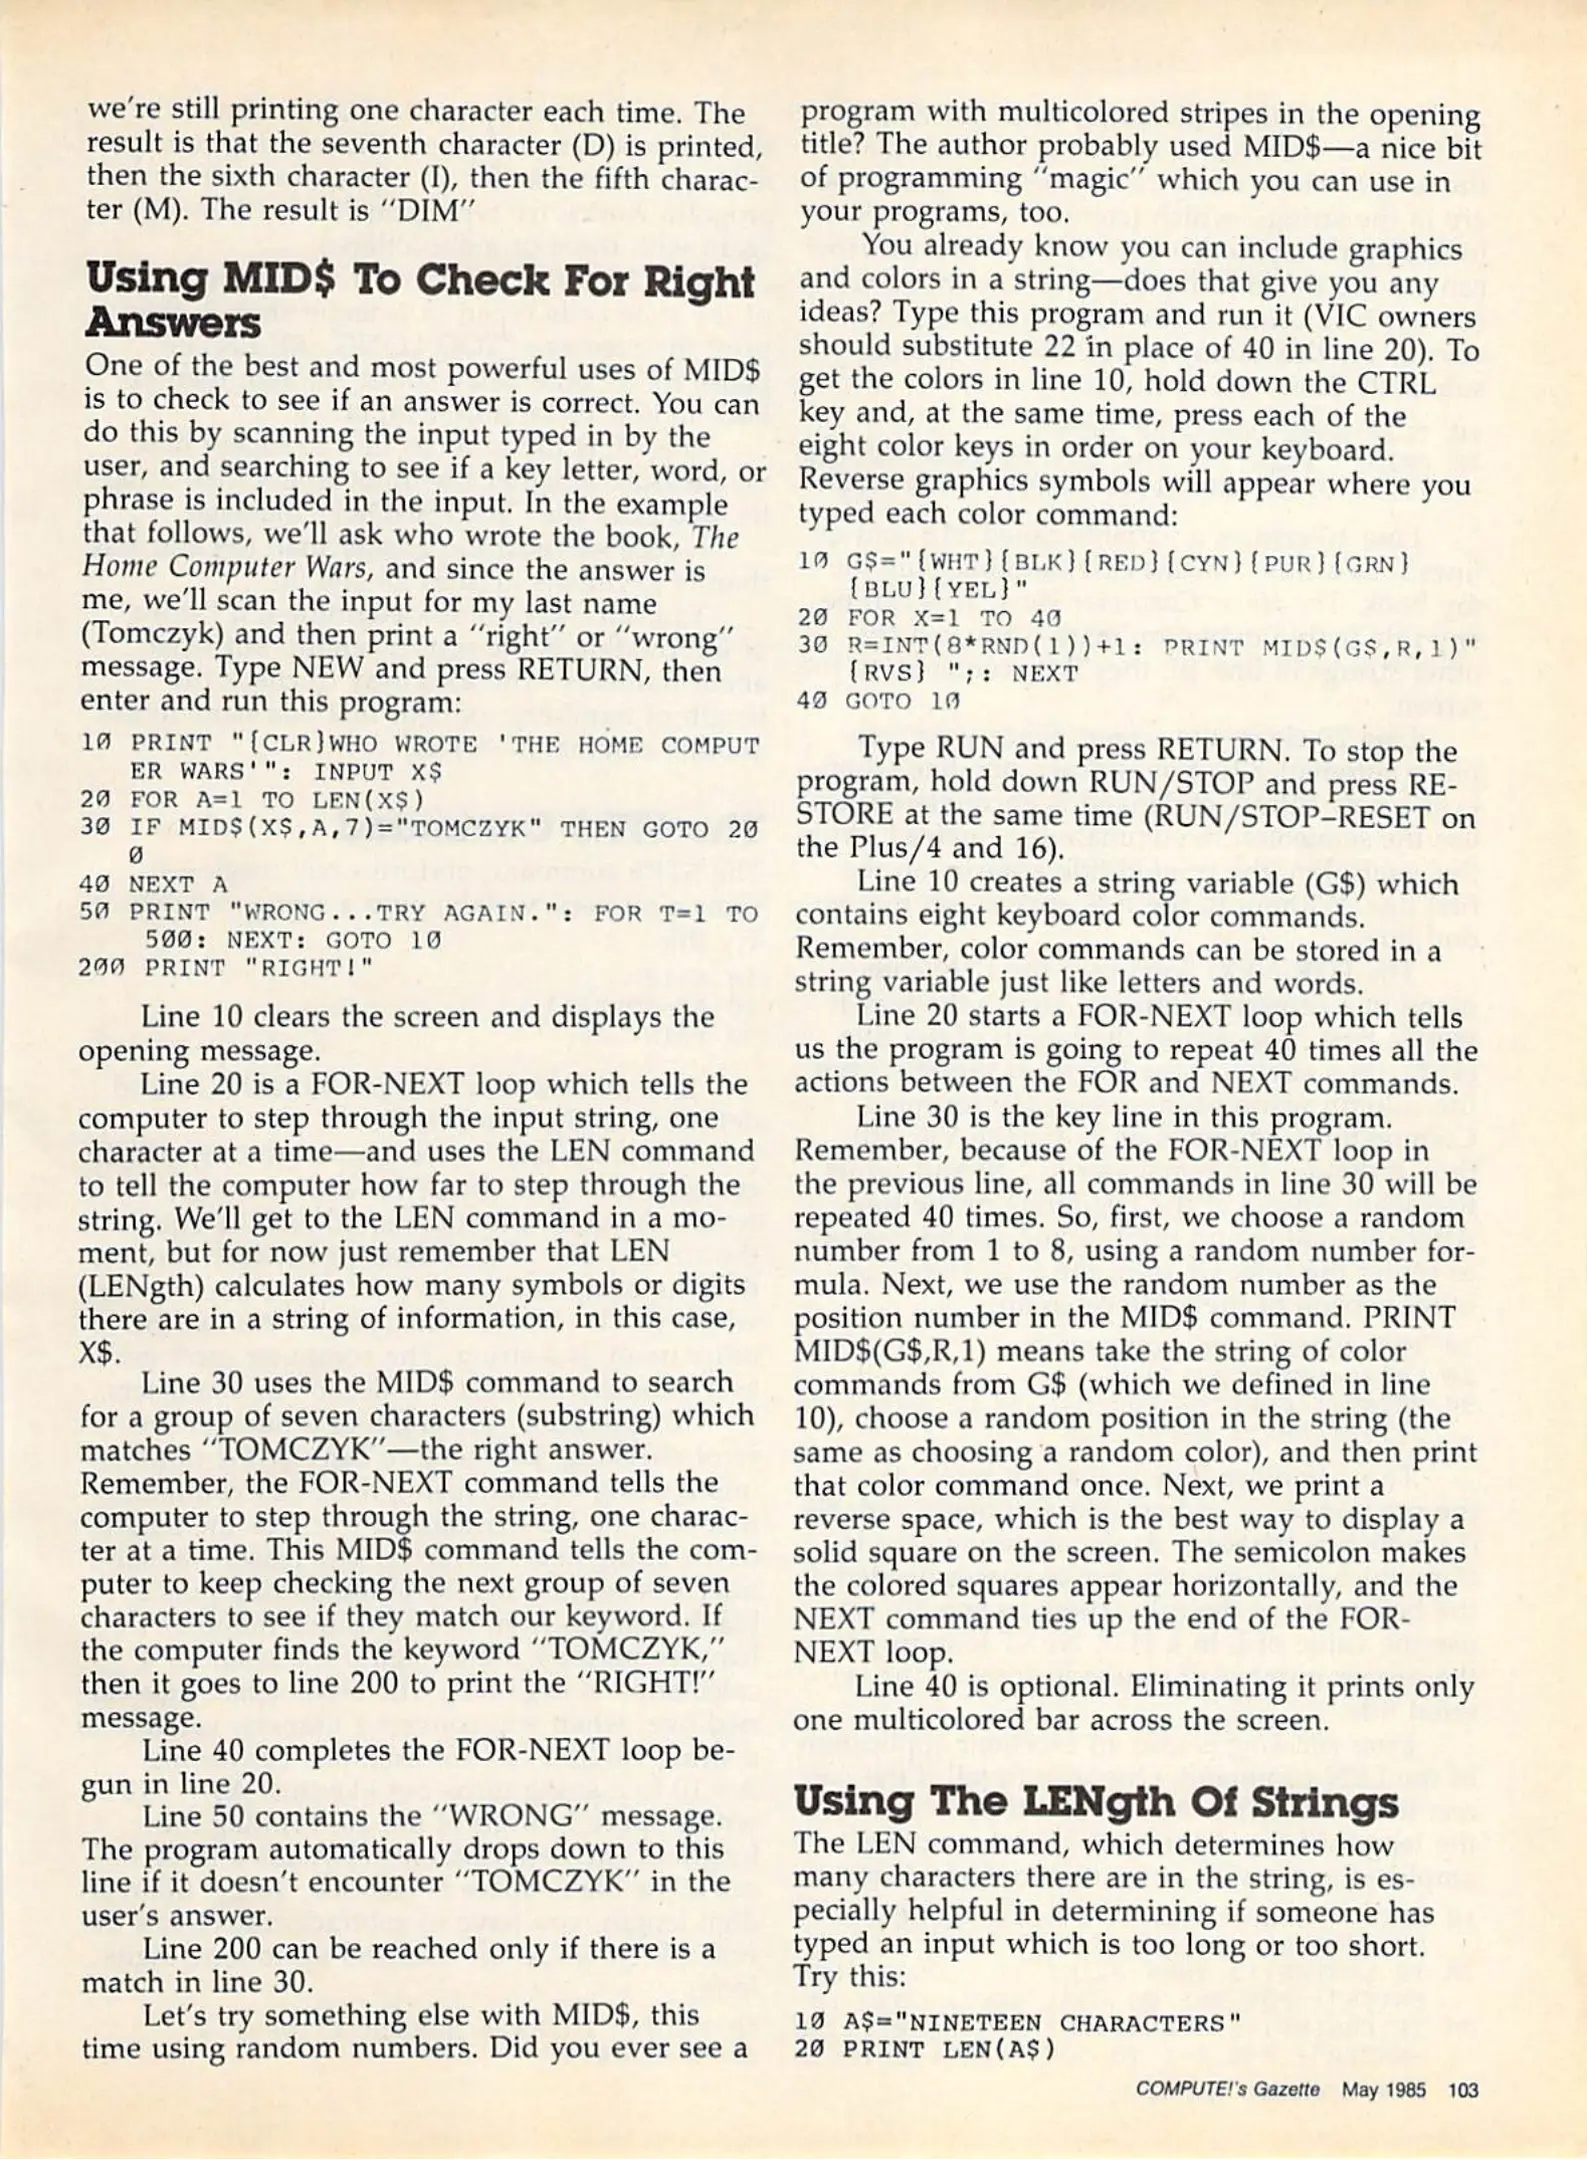 we're still printing one character each time. The
result is that the seventh character (D) is printed,
then the sixth character (I), then the fifth charac-
ter (M). The result is "DIM"
Using MID$ To Check For Right
Answers
One of the best and most powerful uses of MID$
is to check to see if an answer is correct. You can
do this by scanning the input typed in by the
user, and searching to see if a key letter, word, or
phrase is included in the input. In the example
that follows, we'll ask who wrote the book, The
Home Computer Wars, and since the answer is
me, we'll scan the input for my last name
(Tomczyk) and then print a "right" or "wrong"
message. Type NEW and press RETURN, then
enter and run this program:
10 PRINT "{CLR}WHO WROTE 'THE HOME COMPUT
ER WARS'": INPUT X$
20 FOR A=1 TO LEN(X$)
30 IF MID$(X$,A,7)="TOMCZYK" THEN GOTO 20
0
40 NEXT A
50 PRINT "WRONG...TRY AGAIN.": FOR T=1 TO
500: NEXT: GOTO 10
200 PRINT "RIGHT!"
Line 10 clears the screen and displays the
opening message.
Line 20 is a FOR-NEXT loop which tells the
computer to step through the input string, one
character at a time—and uses the LEN command
to tell the computer how far to step through the
string. We'll get to the LEN command in a mo-
ment, but for now just remember that LEN
(LENgth) calculates how many symbols or digits
there are in a string of information, in this case,
X$.
Line 30 uses the MID$ command to search
for a group of seven characters (substring) which
matches "TOMCZYK"—the right answer.
Remember, the FOR-NEXT command tells the
computer to step through the string, one charac-
ter at a time. This MID$ command tells the com-
puter to keep checking the next group of seven
characters to see if they match our keyword. If
the computer finds the keyword "TOMCZYK,"
then it goes to line 200 to print the "RIGHT!"
message.
Line 40 completes the FOR-NEXT loop be-
gun in line 20.
Line 50 contains the "WRONG" message.
The program automatically drops down to this
line if it doesn't encounter "TOMCZYK" in the
user's answer.
Line 200 can be reached only if there is a
match in line 30.
Let's try something else with MID$, this
time using random numbers. Did you ever see a
program with multicolored stripes in the opening
title? The author probably used MID$—a nice bit
of programming "magic" which you can use in
your programs, too.
You already know you can include graphics
and colors in a string—does that give you any
ideas? Type this program and run it (VIC owners
should substitute 22 in place of 40 in line 20). To
get the colors in line 10, hold down the CTRL
key and, at the same time, press each of the
eight color keys in order on your keyboard.
Reverse graphics symbols will appear where you
typed each color command:
10 G$="{WHT}{BLK}{RED}{CYN}{PUR}{GRN}
{BLU}{YEL}"
20 FOR X=1 TO 40
30 R=INT(8*RND(1))+1: PRINT MID$(G$,R,1)"
{RVS} ";: NEXT
40 GOTO 10
Type RUN and press RETURN. To stop the
program, hold down RUN/STOP and press RE-
STORE at the same time (RUN/STOP–RESET on
the Plus/4 and 16).
Line 10 creates a string variable (G$) which
contains eight keyboard color commands.
Remember, color commands can be stored in a
string variable just like letters and words.
Line 20 starts a FOR-NEXT loop which tells
us the program is going to repeat 40 times all the
actions between the FOR and NEXT commands.
Line 30 is the key line in this program.
Remember, because of the FOR-NEXT loop in
the previous line, all commands in line 30 will be
repeated 40 times. So, first, we choose a random
number from 1 to 8, using a random number for-
mula. Next, we use the random number as the
position number in the MID$ command. PRINT
MID$(G$,R,1) means take the string of color
commands from G$ (which we defined in line
10), choose a random position in the string (the
same as choosing a random color), and then print
that color command once. Next, we print a
reverse space, which is the best way to display a
solid square on the screen. The semicolon makes
the colored squares appear horizontally, and the
NEXT command ties up the end of the FOR-
NEXT loop.
Line 40 is optional. Eliminating it prints only
one multicolored bar across the screen.
Using The LENgth Of Strings
The LEN command, which determines how
many characters there are in the string, is es-
pecially helpful in determining if someone has
typed an input which is too long or too short.
Try this:
10 A$="NINETEEN CHARACTERS"
20 PRINT LEN(A$)
COMPUTE!'s Gazette May 1985 103